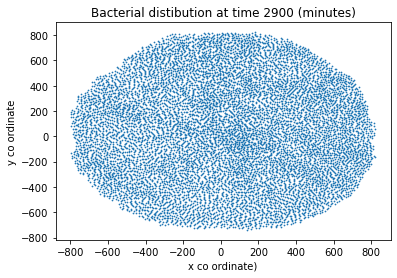 Bacterial distibution at time 2900 (minutes)
800
600
400
200
0
−200
−400
−600
−800
y co ordinate
−800 −600 −400 −200 0 200 400 600 800
x co ordinate)